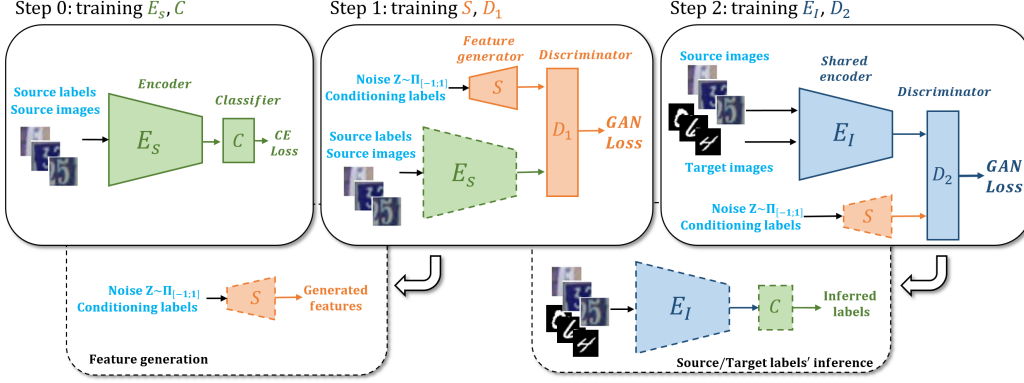 Step 0: training E_s, C
Encoder
Source labels
Source images
Classifier
E_s
C
CE
Loss
Step 1: training S, D_1
Feature
generator
Discriminator
Noise Z~Π_[-1;1]
Conditioning labels
S
Source labels
Source images
D_1
GAN
Loss
E_s
Step 2: training E_I, D_2
Source images
Shared
encoder
Discriminator
E_I
Target images
D_2
GAN
Loss
Noise Z~Π_[-1;1]
Conditioning labels
S
Noise Z~Π_[-1;1]
Conditioning labels
S
Generated
features
Feature generation
E_I
C
Inferred
labels
Source/Target labels' inference